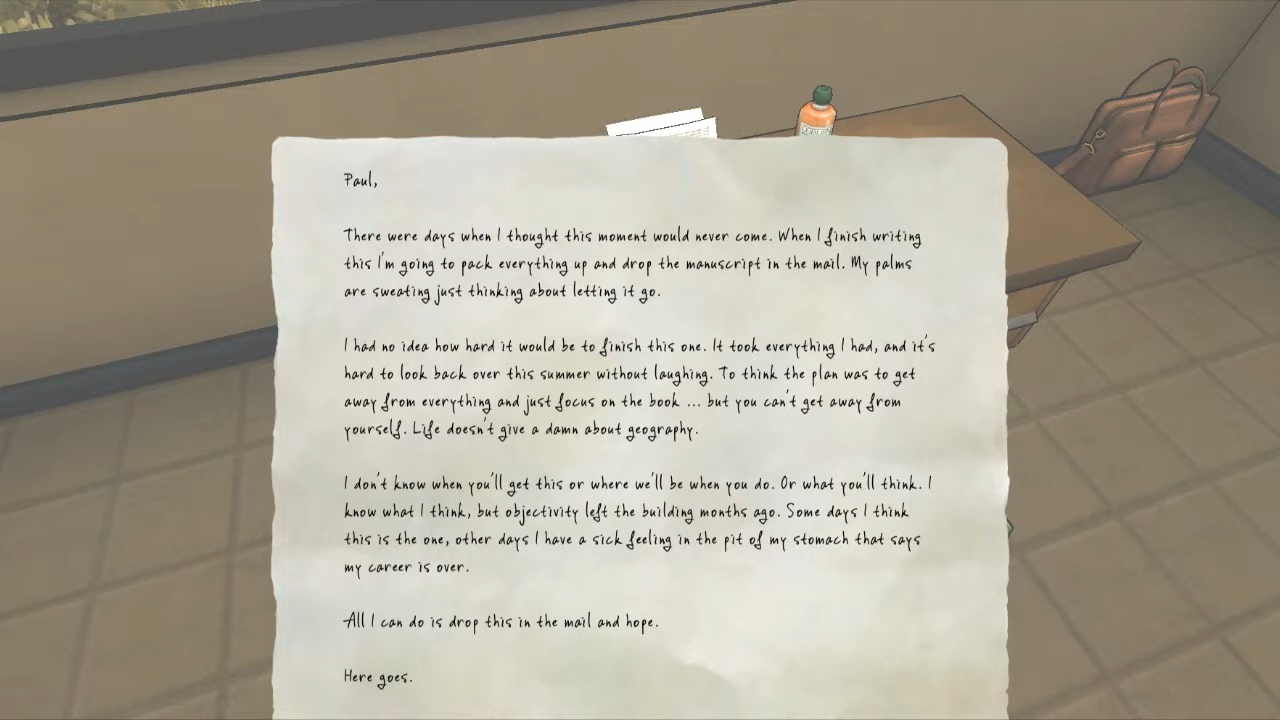 Paul,
There were days when I thought this moment would never come. When I finish writing
this I'm going to pack everything up and drop the manuscript in the mail. My palms
are sweating just thinking about letting it go.
I had no idea how hard it would be to finish this one. It took everything I had, and it's
hard to look back over this summer without laughing. To think the plan was to get
away from everything and just focus on the book ... but you can't get away from
yourself. Life doesn't give a damn about geography.
I don't know when you'll get this or where we'll be when you do. Or what you'll think. I
know what I think, but objectivity left the building months ago. Some days I think
this is the one, other days I have a sick feeling in the pit of my stomach that says
my career is over.
All I can do is drop this in the mail and hope.
Here goes.